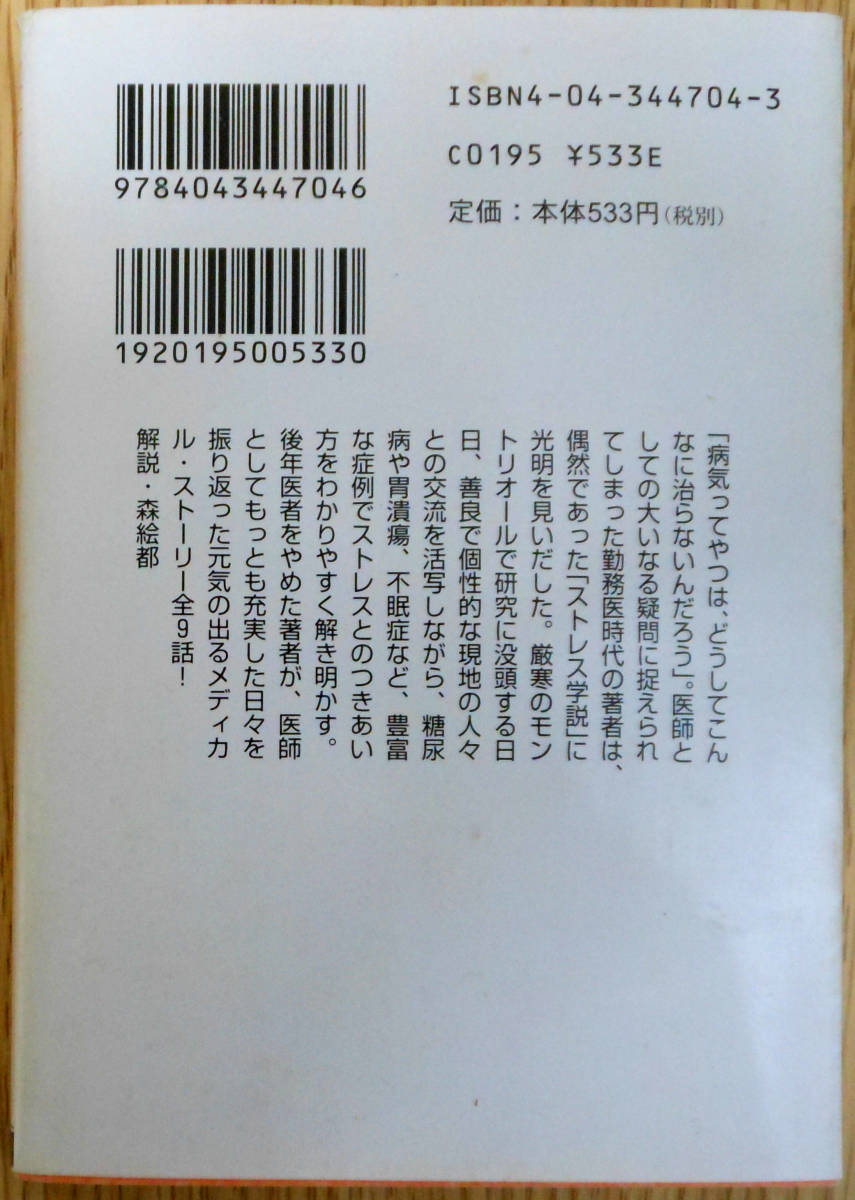 ISBN4-04-344704-3
C0195 ¥533E
定価：本体533円（税別）
9784043447046
1920195005330
「病気ってやつは、どうしてこん
なに治らないんだろう」。医師と
しての大いなる疑問に捉えられ
てしまった勤務医時代の著者は、
偶然であった「ストレス学説」に
光明を見いだした。厳寒のモン
トリオールで研究に没頭する日
日、善良で個性的な現地の人々
との交流を活写しながら、糖尿
病や胃潰瘍、不眠症など、豊富
な症例でストレスとのつきあい
方をわかりやすく解き明かす。
後年医者をやめた著者が、医師
としてもっとも充実した日々を
振り返った元気の出るメディカ
ル・ストーリー全9話！
解説・森絵都